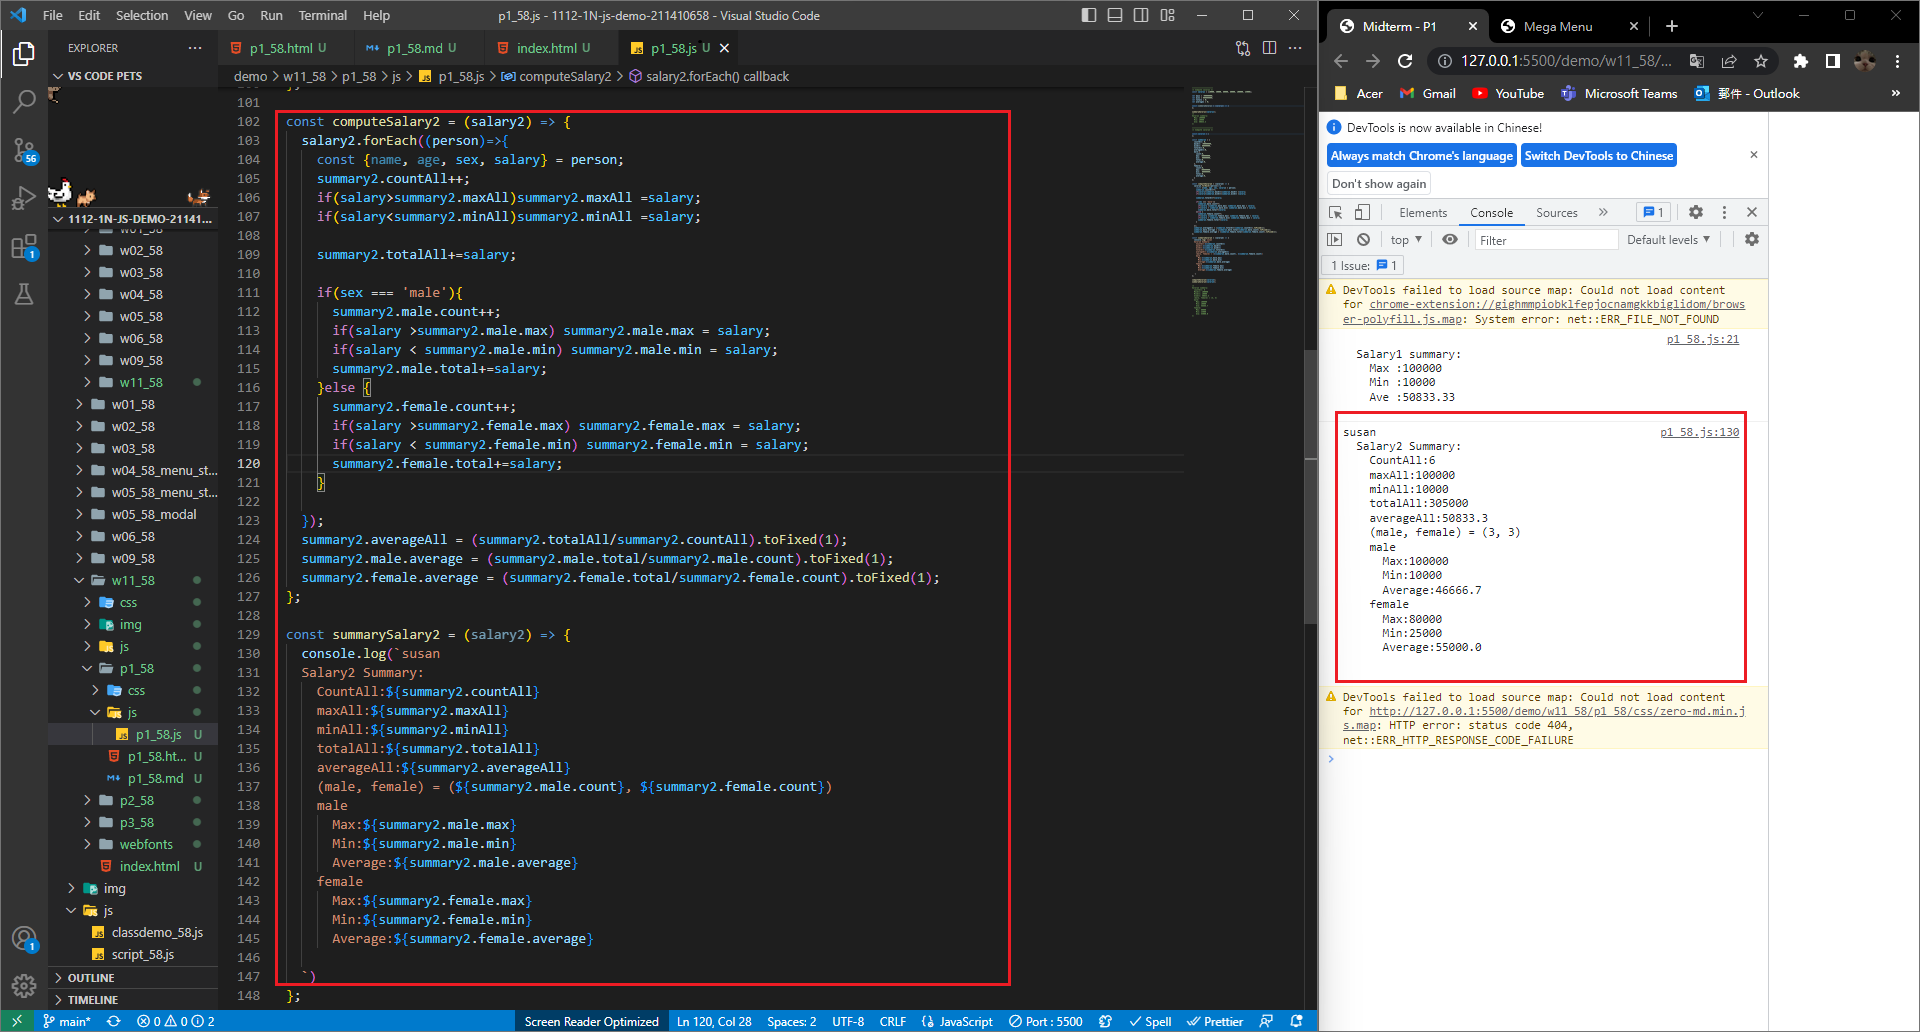 File Edit Selection View Go Run Terminal Help
p1_58.js - 1112-1N-js-demo-211410658 - Visual Studio Code
EXPLORER
VS CODE PETS
1112-1N-JS-DEMO-21141...
w01_58
w02_58
w03_58
w04_58
w05_58
w06_58
w09_58
w11_58
w01_58
w02_58
w03_58
w04_58_menu_st...
w05_58_menu_st...
w05_58_modal
w06_58
w09_58
w11_58
css
img
js
p1_58
css
js
p1_58.js U
p1_58.ht... U
p1_58.md U
p2_58
p3_58
webfonts
index.html U
img
js
classdemo_58.js
script_58.js
OUTLINE
TIMELINE
56
1
1
p1_58.html U
p1_58.md U
index.html U
p1_58.js U
demo > w11_58 > p1_58 > js > p1_58.js > computeSalary2 > salary2.forEach() callback
101
102 const computeSalary2 = (salary2) => {
103 salary2.forEach((person)=>{
104 const {name, age, sex, salary} = person;
105 summary2.countAll++;
106 if(salary>summary2.maxAll)summary2.maxAll =salary;
107 if(salary<summary2.minAll)summary2.minAll =salary;
108
109 summary2.totalAll+=salary;
110
111 if(sex === 'male'){
112 summary2.male.count++;
113 if(salary >summary2.male.max) summary2.male.max = salary;
114 if(salary < summary2.male.min) summary2.male.min = salary;
115 summary2.male.total+=salary;
116 }else {
117 summary2.female.count++;
118 if(salary >summary2.female.max) summary2.female.max = salary;
119 if(salary < summary2.female.min) summary2.female.min = salary;
120 summary2.female.total+=salary;
121 }
122
123 });
124 summary2.averageAll = (summary2.totalAll/summary2.countAll).toFixed(1);
125 summary2.male.average = (summary2.male.total/summary2.male.count).toFixed(1);
126 summary2.female.average = (summary2.female.total/summary2.female.count).toFixed(1);
127 };
128
129 const summarySalary2 = (salary2) => {
130 console.log(`susan
131 Salary2 Summary:
132 CountAll:${summary2.countAll}
133 maxAll:${summary2.maxAll}
134 minAll:${summary2.minAll}
135 totalAll:${summary2.totalAll}
136 averageAll:${summary2.averageAll}
137 (male, female) = (${summary2.male.count}, ${summary2.female.count})
138 male
139 Max:${summary2.male.max}
140 Min:${summary2.male.min}
141 Average:${summary2.male.average}
142 female
143 Max:${summary2.female.max}
144 Min:${summary2.female.min}
145 Average:${summary2.female.average}
146
147 `)
148 };
main* 0 0 2
Screen Reader Optimized Ln 120, Col 28 Spaces: 2 UTF-8 CRLF JavaScript Port : 5500 Spell Prettier
Midterm - P1
Mega Menu
127.0.0.1:5500/demo/w11_58/...
Acer Gmail YouTube Microsoft Teams 郵件 - Outlook »
DevTools is now available in Chinese!
Always match Chrome's language Switch DevTools to Chinese
Don't show again
Elements Console Sources » 1
top Filter Default levels
1 Issue: 1
DevTools failed to load source map: Could not load content
for chrome-extension://gighmmpiobklfepjocnamgkkbiglidom/brows
er-polyfill.js.map: System error: net::ERR_FILE_NOT_FOUND
p1_58.js:21
Salary1 summary:
Max :100000
Min :10000
Ave :50833.33
susan p1_58.js:130
Salary2 Summary:
CountAll:6
maxAll:100000
minAll:10000
totalAll:305000
averageAll:50833.3
(male, female) = (3, 3)
male
Max:100000
Min:10000
Average:46666.7
female
Max:80000
Min:25000
Average:55000.0
DevTools failed to load source map: Could not load content
for http://127.0.0.1:5500/demo/w11_58/p1_58/css/zero-md.min.j
s.map: HTTP error: status code 404,
net::ERR_HTTP_RESPONSE_CODE_FAILURE